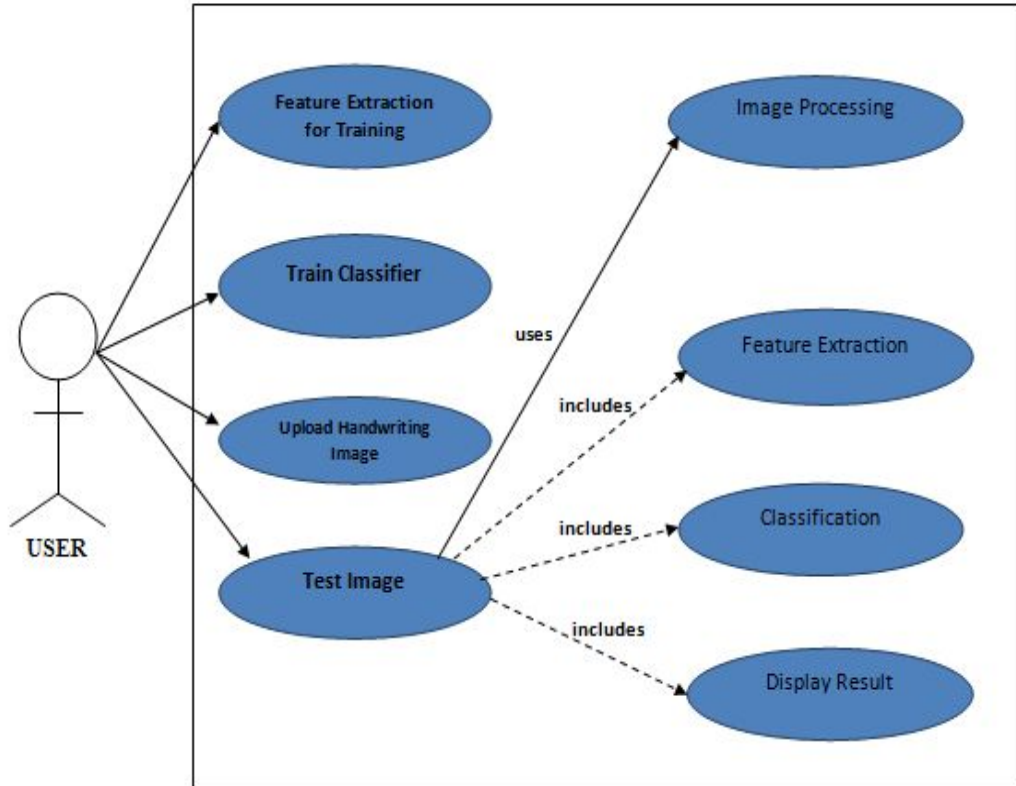 Feature Extraction
for Training
Image Processing
Train Classifier
uses
Feature Extraction
includes
Upload Handwriting
Image
Classification
includes
USER
Test Image
includes
Display Result